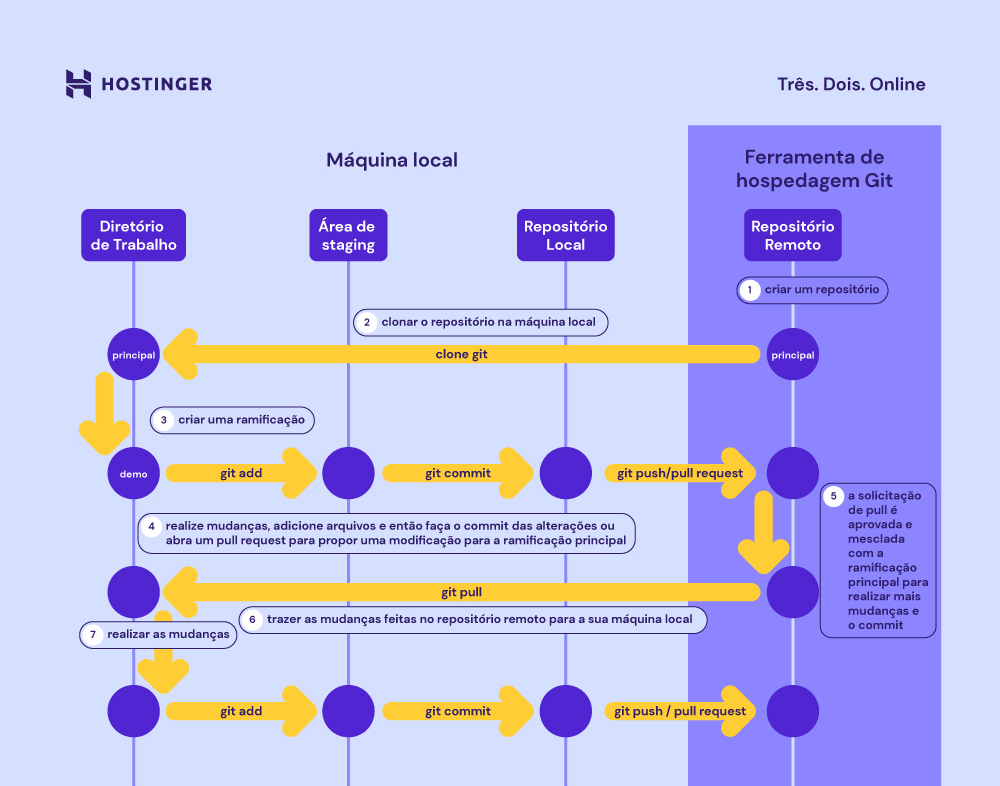 HOSTINGER
Três. Dois. Online
Máquina local
Ferramenta de
hospedagem Git
Diretório
de Trabalho
Área de
staging
Repositório
Local
Repositório
Remoto
1 criar um repositório
2 clonar o repositório na máquina local
principal
clone git
principal
3 criar uma ramificação
demo
git add
git commit
git push/pull request
5 a solicitação
de pull é
aprovada e
mesclada
com a
ramificação
principal para
realizar mais
mudanças e
o commit
4 realize mudanças, adicione arquivos e então faça o commit das alterações ou
abra um pull request para propor uma modificação para a ramificação principal
git pull
6 trazer as mudanças feitas no repositório remoto para a sua máquina local
7 realizar as mudanças
git add
git commit
git push / pull request